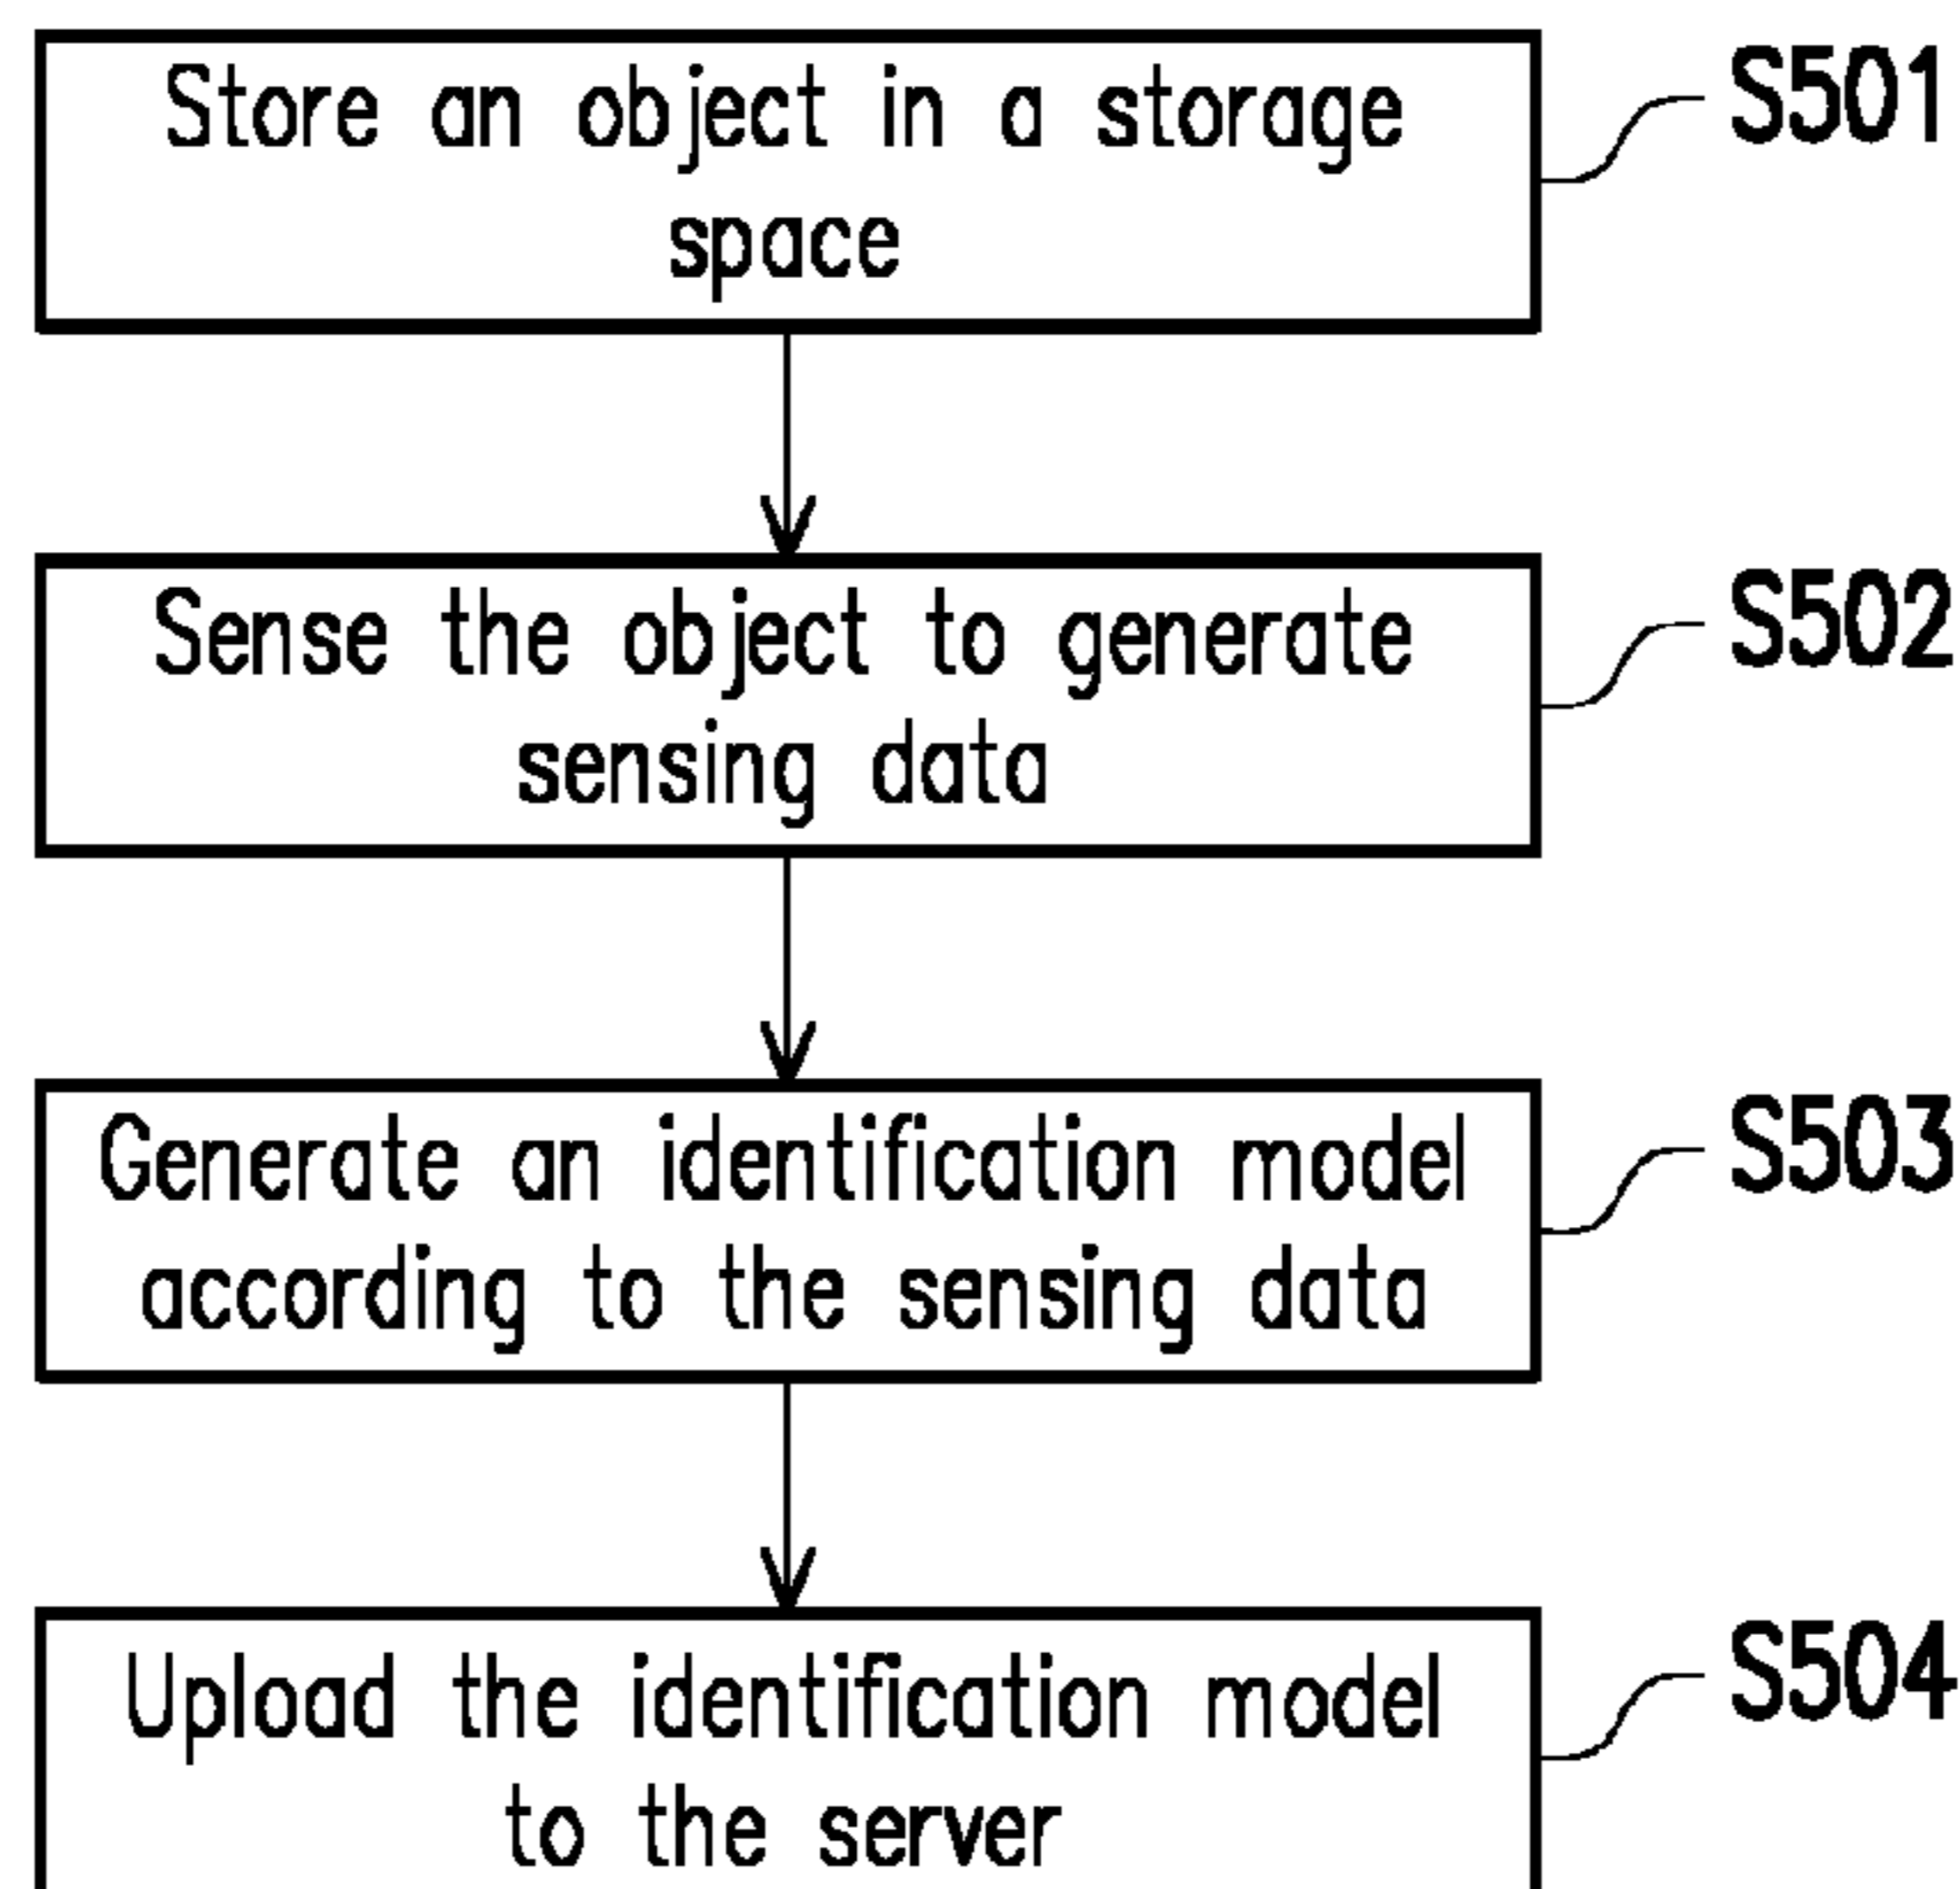 Store an object in a storage
space
S501
Sense the object to generate
sensing data
S502
Generate an identification model
according to the sensing data
S503
Upload the identification model
to the server
S504